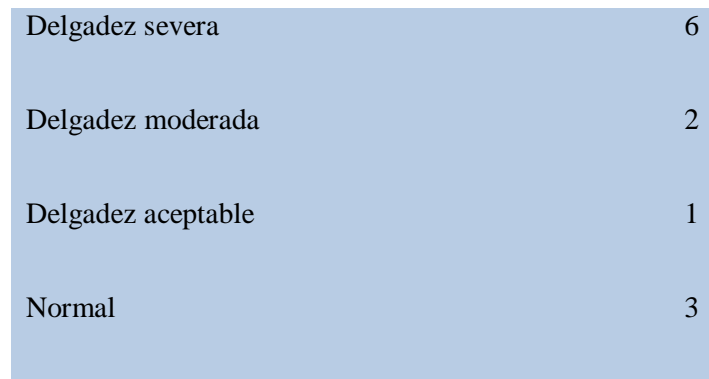 Delgadez severa 6
Delgadez moderada 2
Delgadez aceptable 1
Normal 3